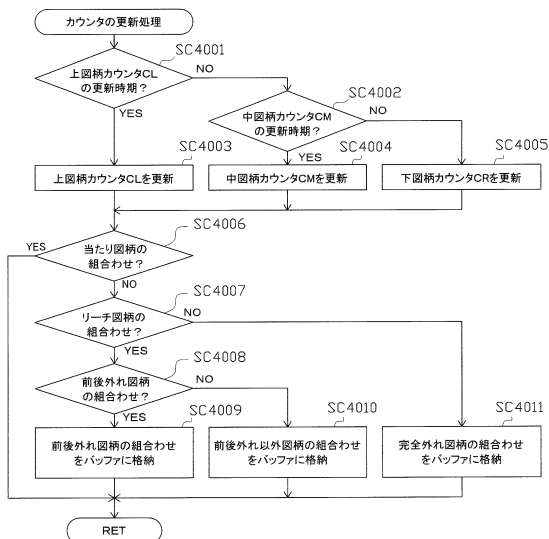 カウンタの更新処理
SC4001
上図柄カウンタCL
の更新時期？
NO
YES
SC4002
中図柄カウンタCM
の更新時期？
NO
YES
SC4003
上図柄カウンタCLを更新
SC4004
中図柄カウンタCMを更新
SC4005
下図柄カウンタCRを更新
SC4006
当たり図柄の
組合わせ？
YES
NO
SC4007
リーチ図柄の
組合わせ？
NO
YES
SC4008
前後外れ図柄
の組合わせ？
NO
YES
SC4009
前後外れ図柄の組合わせ
をバッファに格納
SC4010
前後外れ以外図柄の組合わせ
をバッファに格納
SC4011
完全外れ図柄の組合わせ
をバッファに格納
RET